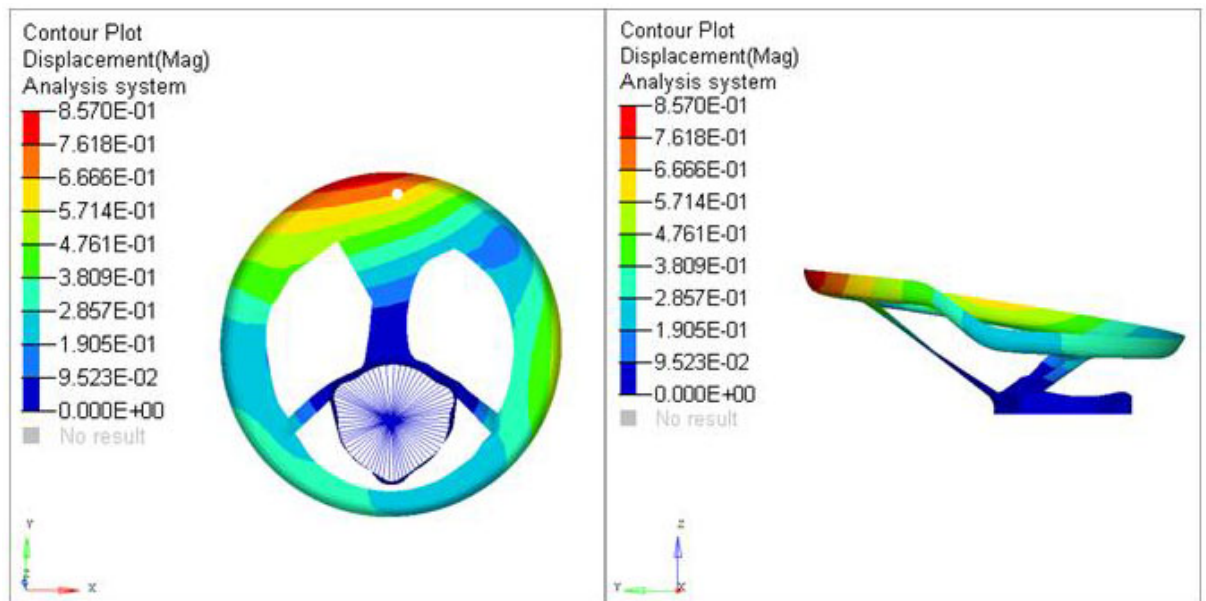 Contour Plot
Displacement(Mag)
Analysis system
8.570E-01
7.618E-01
6.666E-01
5.714E-01
4.761E-01
3.809E-01
2.857E-01
1.905E-01
9.523E-02
0.000E+00
No result
Y
Z
X
Contour Plot
Displacement(Mag)
Analysis system
8.570E-01
7.618E-01
6.666E-01
5.714E-01
4.761E-01
3.809E-01
2.857E-01
1.905E-01
9.523E-02
0.000E+00
No result
Z
Y
X